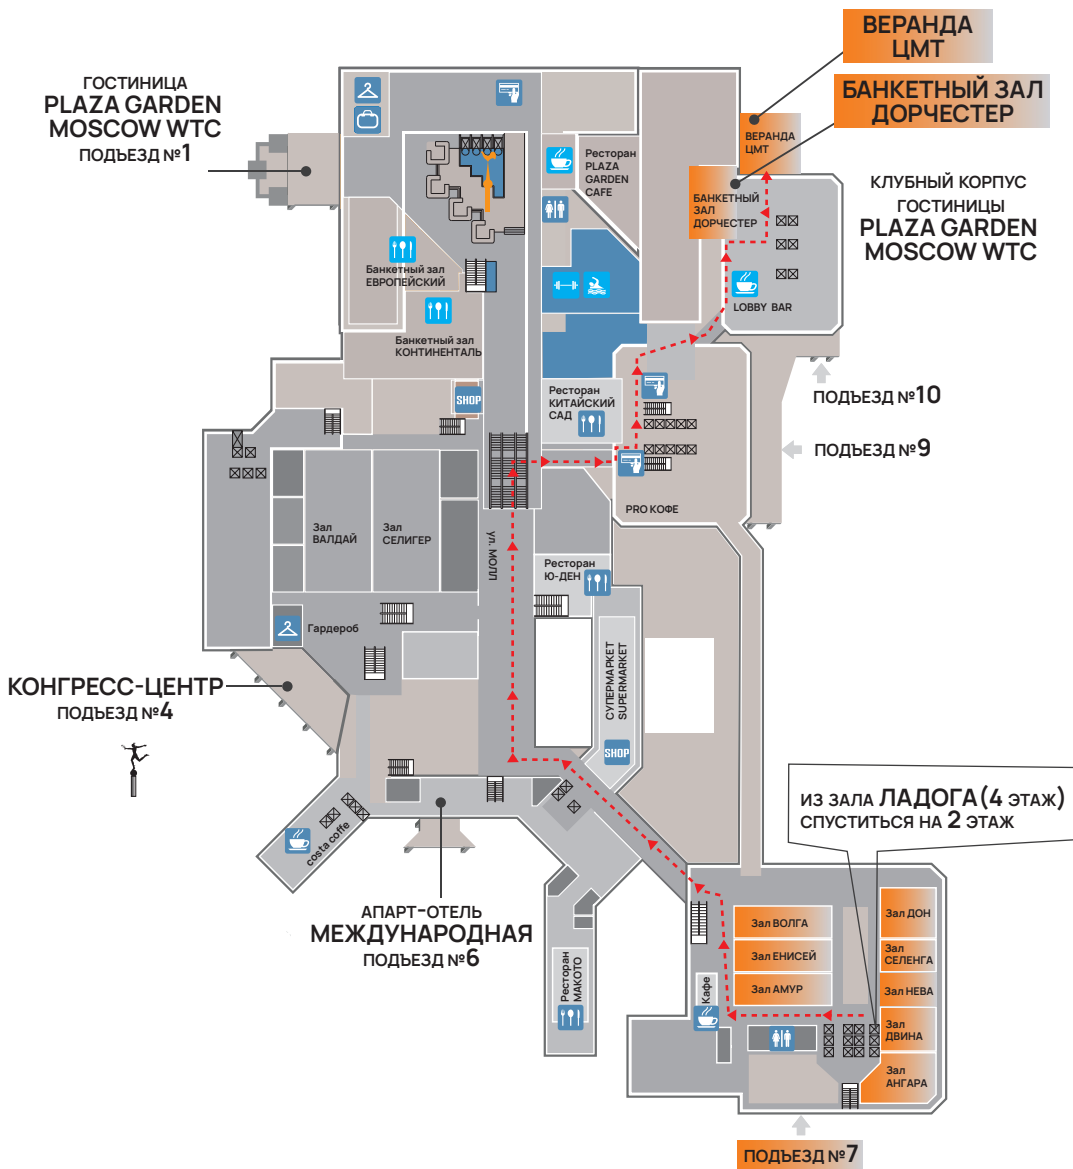 ВЕРАНДА
ЦМТ
БАНКЕТНЫЙ ЗАЛ
ДОРЧЕСТЕР
ГОСТИНИЦА
PLAZA GARDEN
MOSCOW WTC
ПОДЪЕЗД №1
ВЕРАНДА
ЦМТ
Ресторан
PLAZA
GARDEN
CAFE
БАНКЕТНЫЙ
ЗАЛ
ДОРЧЕСТЕР
КЛУБНЫЙ КОРПУС
ГОСТИНИЦЫ
PLAZA GARDEN
MOSCOW WTC
Банкетный зал
ЕВРОПЕЙСКИЙ
LOBBY BAR
Банкетный зал
КОНТИНЕНТАЛЬ
ПОДЪЕЗД №10
SHOP
Ресторан
КИТАЙСКИЙ
САД
ПОДЪЕЗД №9
PRO КОФЕ
Зал
ВАЛДАЙ
Зал
СЕЛИГЕР
ул. МОЛЛ
Ресторан
Ю-ДЕН
Гардероб
СУПЕРМАРКЕТ
SUPERMARKET
SHOP
КОНГРЕСС-ЦЕНТР
ПОДЪЕЗД №4
costa coffe
ИЗ ЗАЛА ЛАДОГА (4 ЭТАЖ)
СПУСТИТЬСЯ НА 2 ЭТАЖ
АПАРТ-ОТЕЛЬ
МЕЖДУНАРОДНАЯ
ПОДЪЕЗД №6
Ресторан
МАКОТО
Кафе
Зал ВОЛГА
Зал ЕНИСЕЙ
Зал АМУР
Зал ДОН
Зал
СЕЛЕНГА
Зал НЕВА
Зал
ДВИНА
Зал
АНГАРА
ПОДЪЕЗД №7